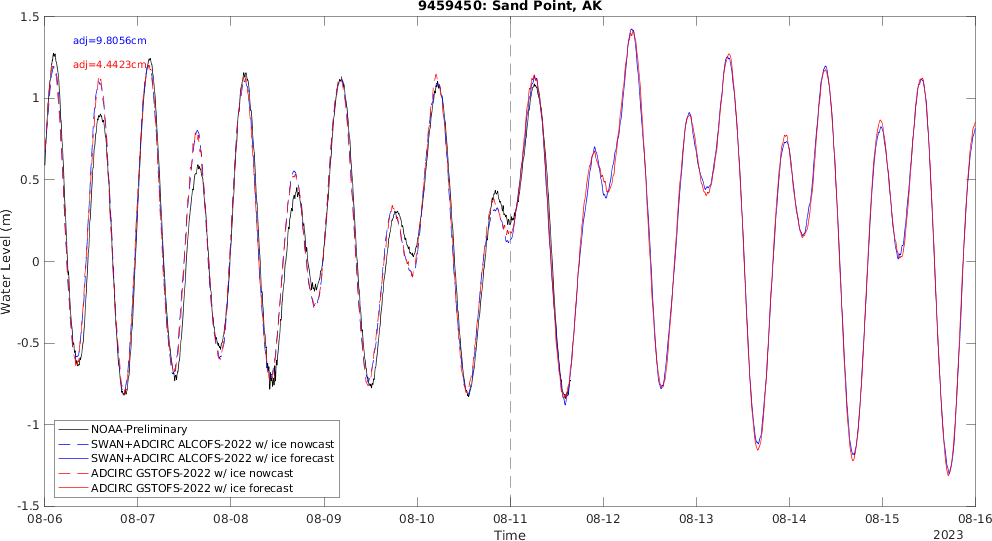 9459450: Sand Point, AK
1.5
adj=9.8056cm
adj=4.4423cm
1
0.5
0
-0.5
-1
-1.5
Water Level (m)
NOAA-Preliminary
SWAN+ADCIRC ALCOFS-2022 w/ ice nowcast
SWAN+ADCIRC ALCOFS-2022 w/ ice forecast
ADCIRC GSTOFS-2022 w/ ice nowcast
ADCIRC GSTOFS-2022 w/ ice forecast
08-06 08-07 08-08 08-09 08-10 08-11 08-12 08-13 08-14 08-15 08-16
Time
2023